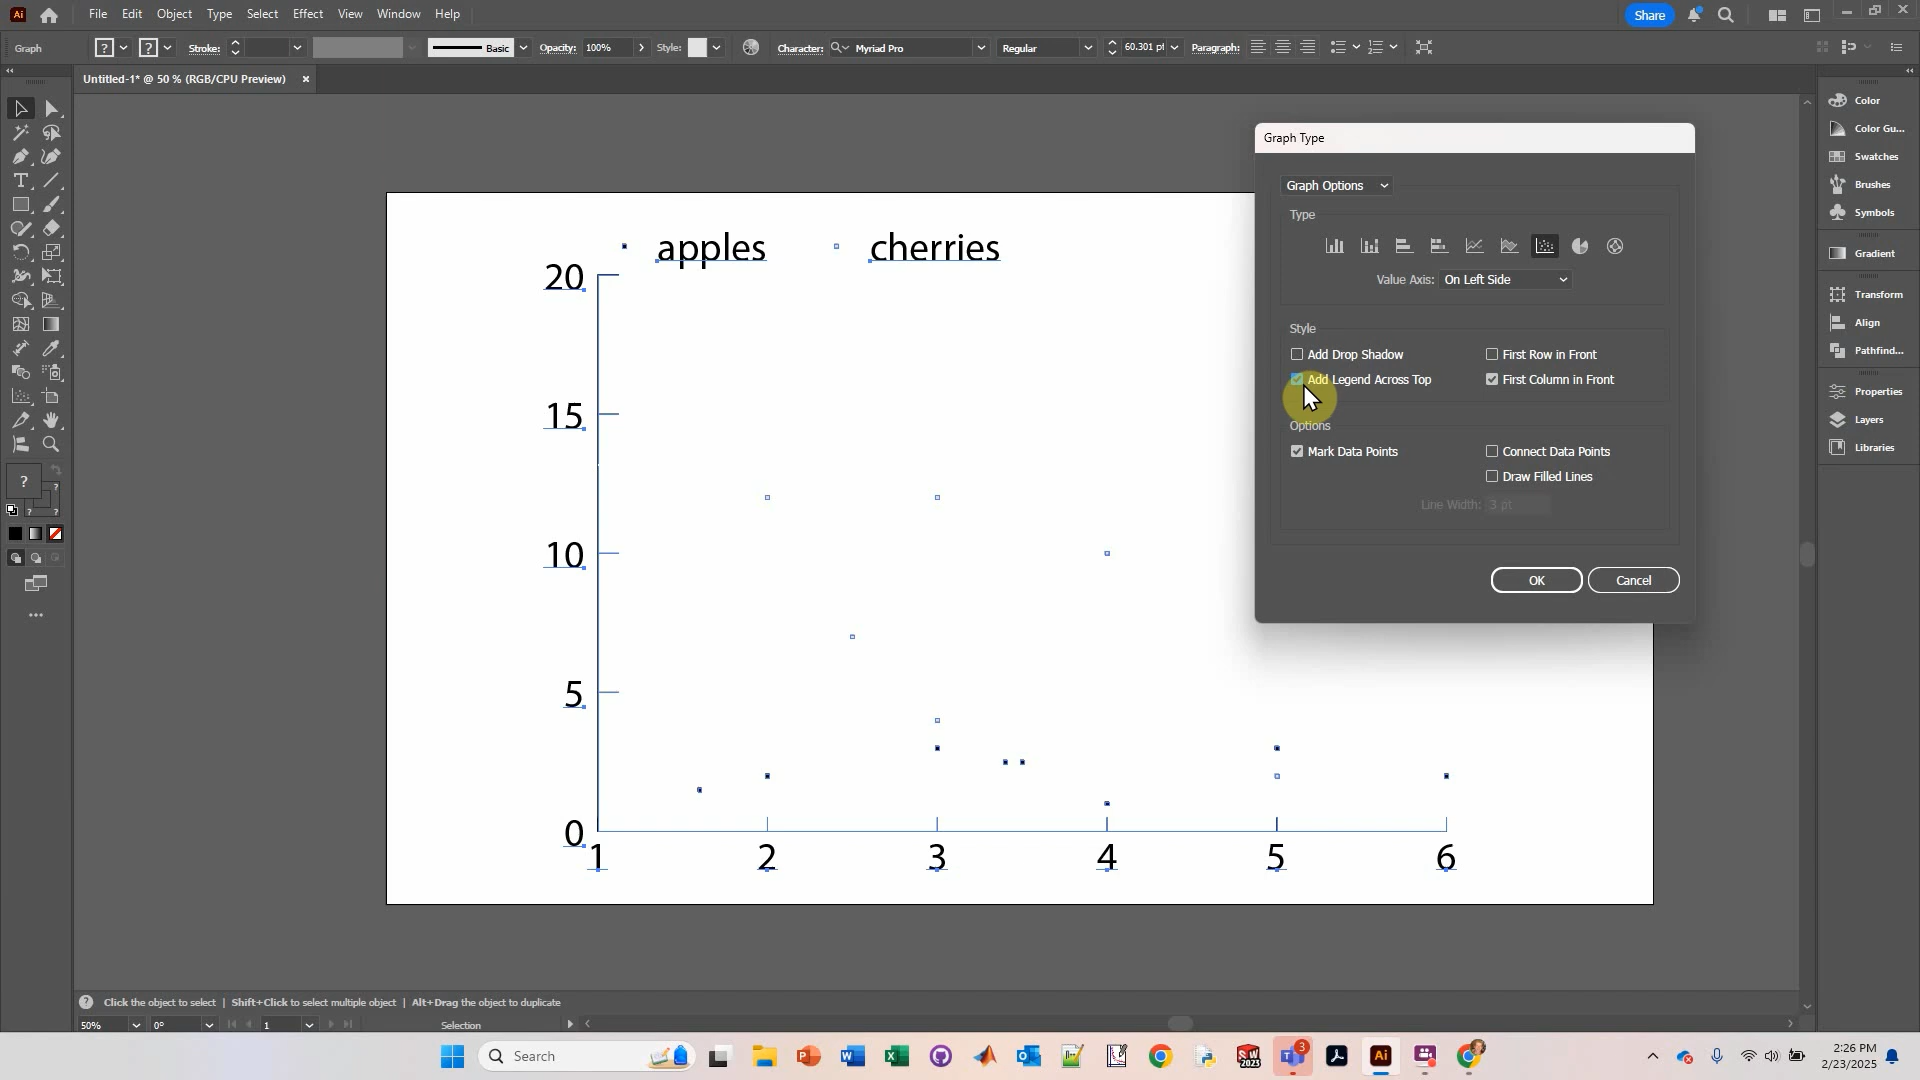 Ai File Edit Object Type Select Effect View Window Help Share
Graph ? ? Stroke: Basic Opacity: 100% Style: Character: Myriad Pro Regular 60.301 pt Paragraph:
Untitled-1* @ 50 % (RGB/CPU Preview) ×
Graph Type
Graph Options
Type
Value Axis: On Left Side
Style
Add Drop Shadow First Row in Front
Add Legend Across Top First Column in Front
Options
Mark Data Points Connect Data Points
Draw Filled Lines
Line Width: 3 pt
OK Cancel
apples cherries
20
15
10
5
0
1 2 3 4 5 6
Color
Color Gu...
Swatches
Brushes
Symbols
Gradient
Transform
Align
Pathfind...
Properties
Layers
Libraries
? Click the object to select | Shift+Click to select multiple object | Alt+Drag the object to duplicate
50% 0° 1 Selection
Search
2:26 PM
2/23/2025